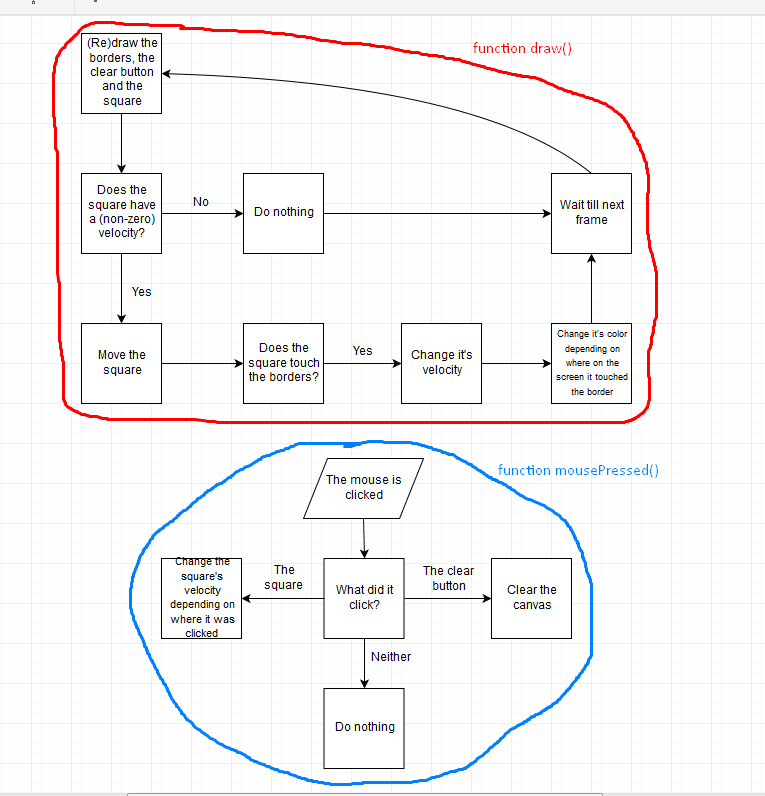 (Re)draw the
borders, the
clear button
and the
square
function draw()
Does the
square have
a (non-zero)
velocity?
No
Do nothing
Wait till next
frame
Yes
Move the
square
Does the
square touch
the borders?
Yes
Change it's
velocity
Change it's color
depending on
where on the
screen it touched
the border
function mousePressed()
The mouse is
clicked
Change the
square's
velocity
depending on
where it was
clicked
The
square
What did it
click?
The clear
button
Clear the
canvas
Neither
Do nothing